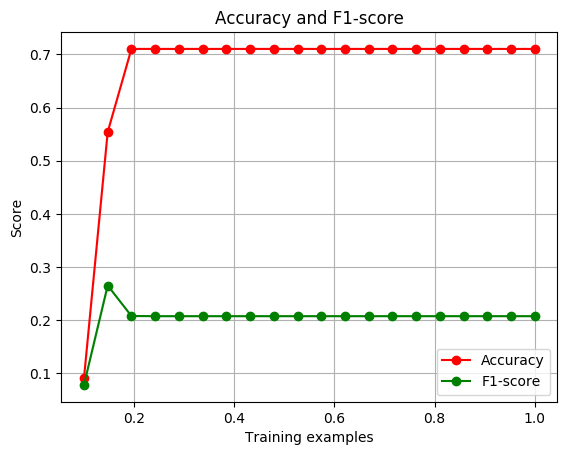 Accuracy and F1-score
0.7
0.6
0.5
0.4
0.3
0.2
0.1
Score
0.2 0.4 0.6 0.8 1.0
Training examples
Accuracy
F1-score